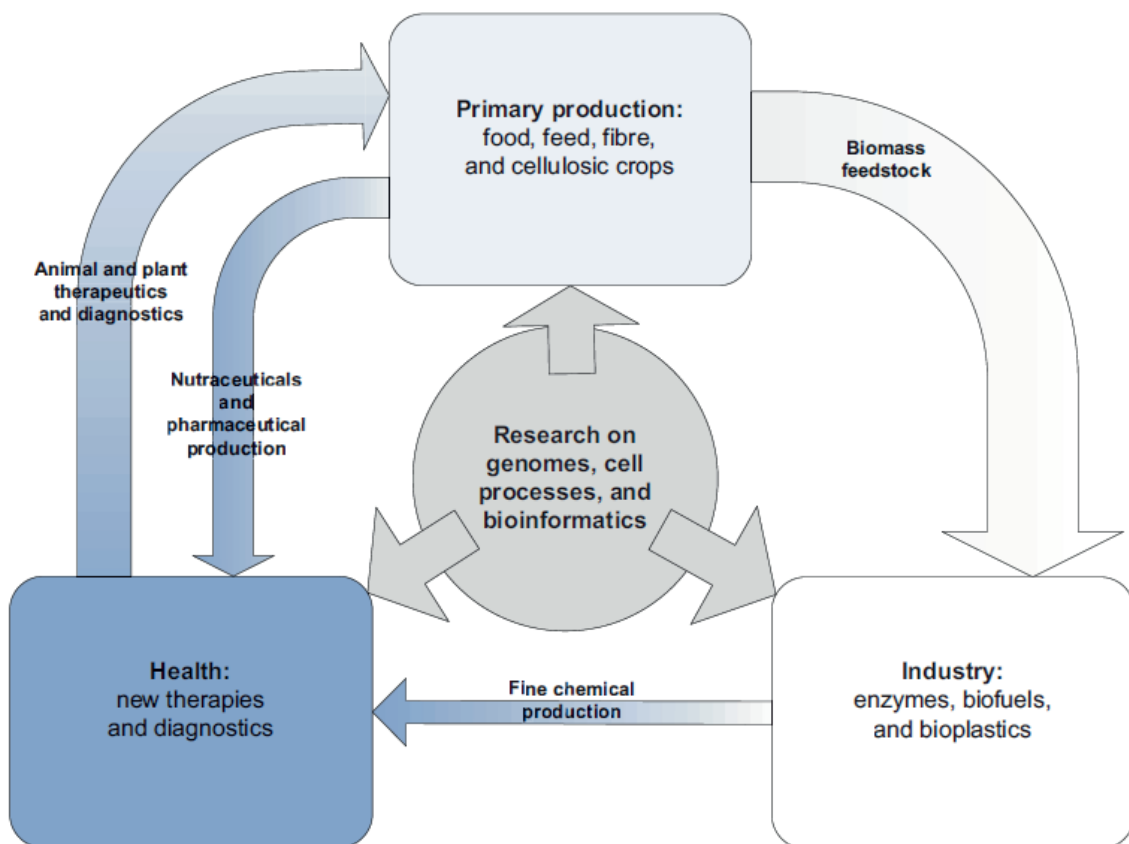 Primary production:
food, feed, fibre,
and cellosic crops
Biomass
feedstock
Animal and plant
therapeutics
and diagnostics
Nutraceuticals
and
pharmaceutical
production
Research on
genomes, cell
processes, and
bioinformatics
Health:
new therapies
and diagnostics
Fine chemical
production
Industry:
enzymes, biofuels,
and bioplastics